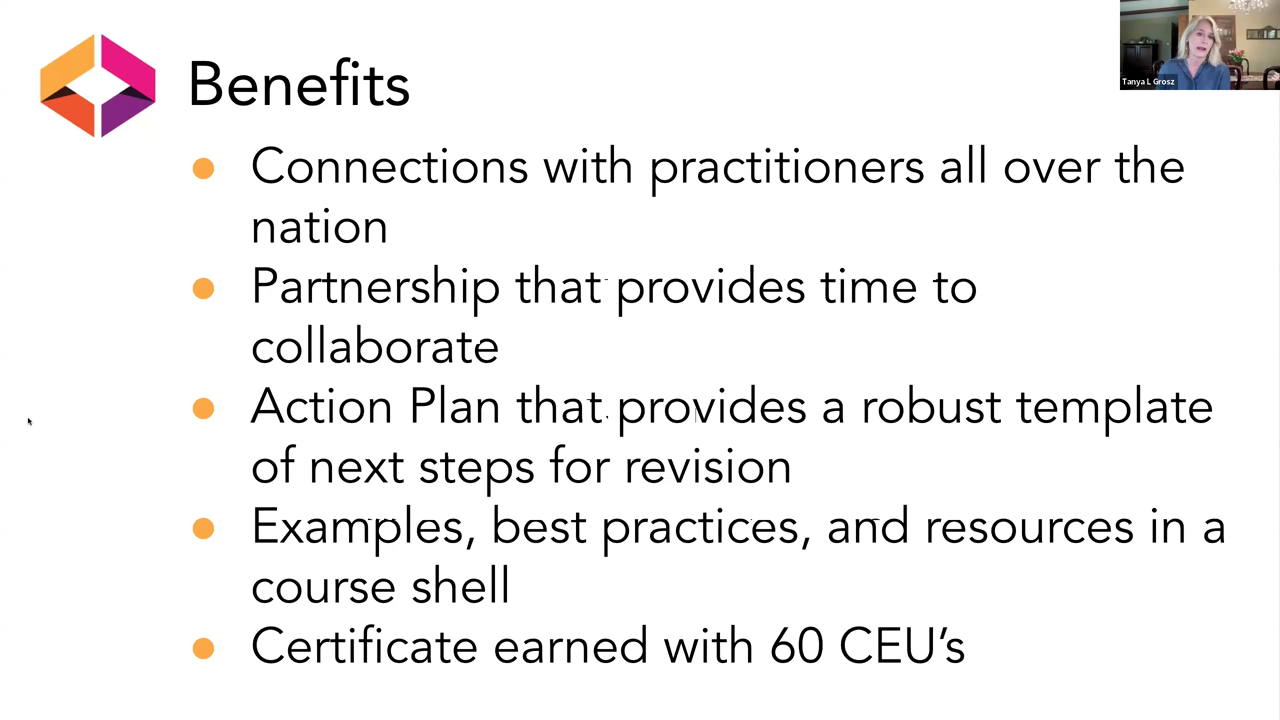 Benefits
Tanya L Grosz
Connections with practitioners all over the
nation
Partnership that provides time to
collaborate
Action Plan that provides a robust template
of next steps for revision
Examples, best practices, and resources in a
course shell
Certificate earned with 60 CEU’s